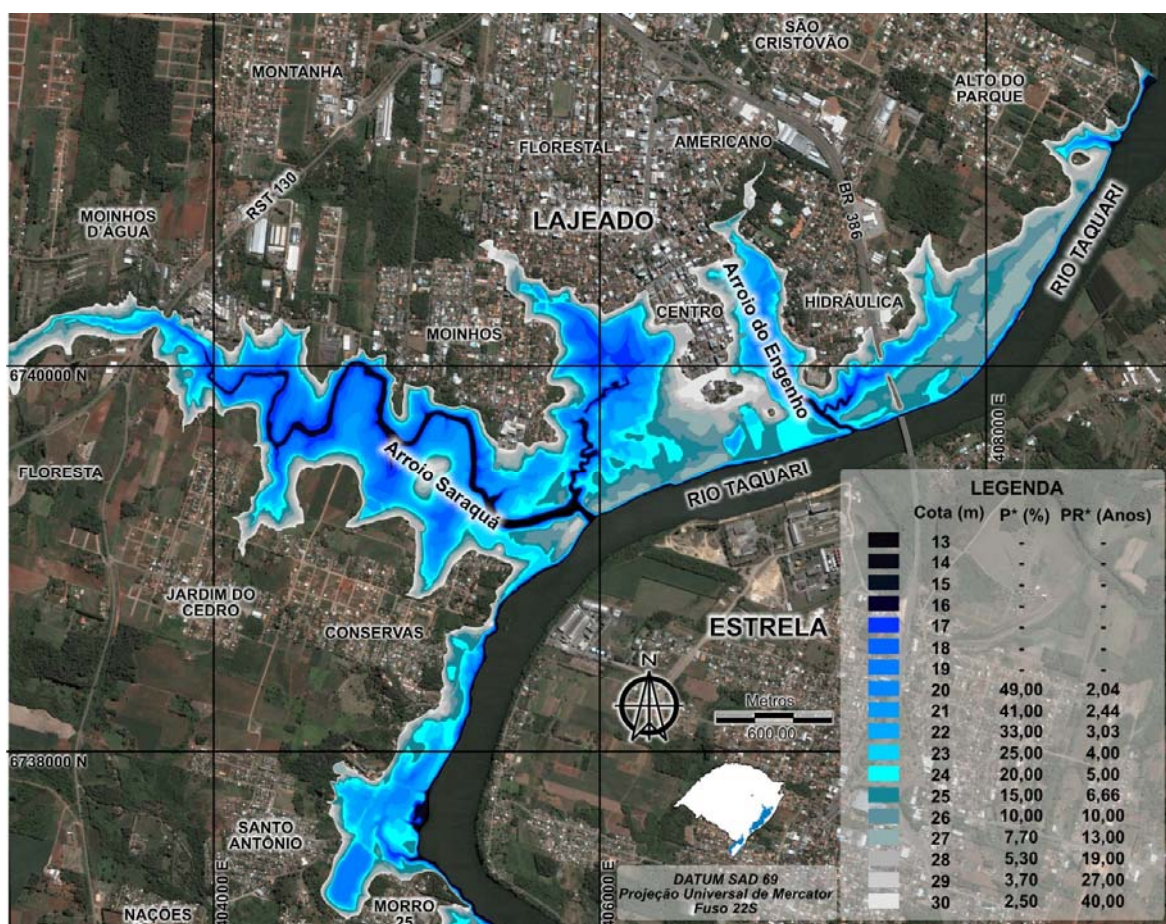 SÃO
CRISTÓVÃO
MONTANHA
ALTO DO
PARQUE
AMERICANO
FLORESTAL
RST 130
BR 386
MOINHOS
D'ÁGUA
LAJEADO
RIO TAQUARI
Arroio do Engenho
HIDRÁULICA
CENTRO
MOINHOS
6740000 N
408000 E
FLORESTA
Arroio Saraquá
RIO TAQUARI
JARDIM DO
CEDRO
CONSERVAS
ESTRELA
N
Metros
600,00
6738000 N
SANTO
ANTÔNIO
404000 E
406000 E
NAÇÕES
MORRO
25
DATUM SAD 69
Projeção Universal de Mercator
Fuso 22S
LEGENDA
Cota (m) P* (%) PR* (Anos)
13 - -
14 - -
15 - -
16 - -
17 - -
18 - -
19 - -
20 49,00 2,04
21 41,00 2,44
22 33,00 3,03
23 25,00 4,00
24 20,00 5,00
25 15,00 6,66
26 10,00 10,00
27 7,70 13,00
28 5,30 19,00
29 3,70 27,00
30 2,50 40,00